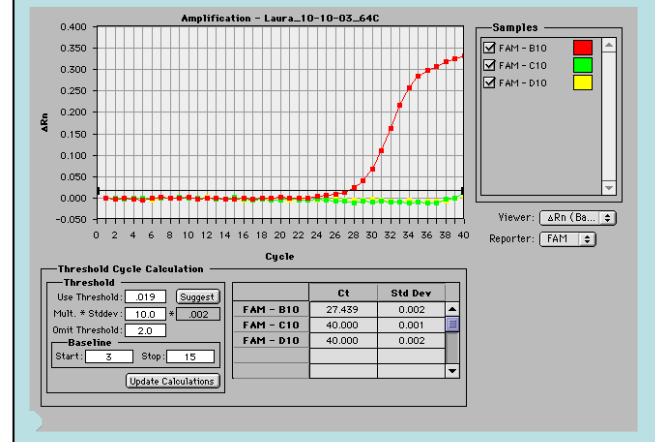 Amplification - Laura_10-10-03_64C
0.400
0.350
0.300
0.250
0.200
0.150
0.100
0.050
0.000
-0.050
ΔRn
0 2 4 6 8 10 12 14 16 18 20 22 24 26 28 30 32 34 36 38 40
Cycle
Samples
FAM - B10
FAM - C10
FAM - D10
Viewer: ΔRn (Ba...
Reporter: FAM
Threshold Cycle Calculation
Threshold
Use Threshold: .019 Suggest
Mult. * Stddev: 10.0 * .002
Omit Threshold: 2.0
Baseline
Start: 3 Stop: 15
Update Calculations
Ct Std Dev
FAM - B10 27.439 0.002
FAM - C10 40.000 0.001
FAM - D10 40.000 0.002